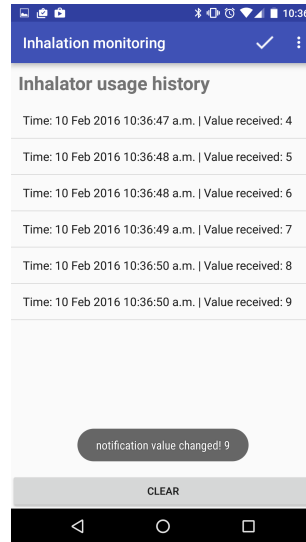 10:36
Inhalation monitoring
Inhalator usage history
Time: 10 Feb 2016 10:36:47 a.m. | Value received: 4
Time: 10 Feb 2016 10:36:48 a.m. | Value received: 5
Time: 10 Feb 2016 10:36:48 a.m. | Value received: 6
Time: 10 Feb 2016 10:36:49 a.m. | Value received: 7
Time: 10 Feb 2016 10:36:50 a.m. | Value received: 8
Time: 10 Feb 2016 10:36:50 a.m. | Value received: 9
notification value changed! 9
CLEAR